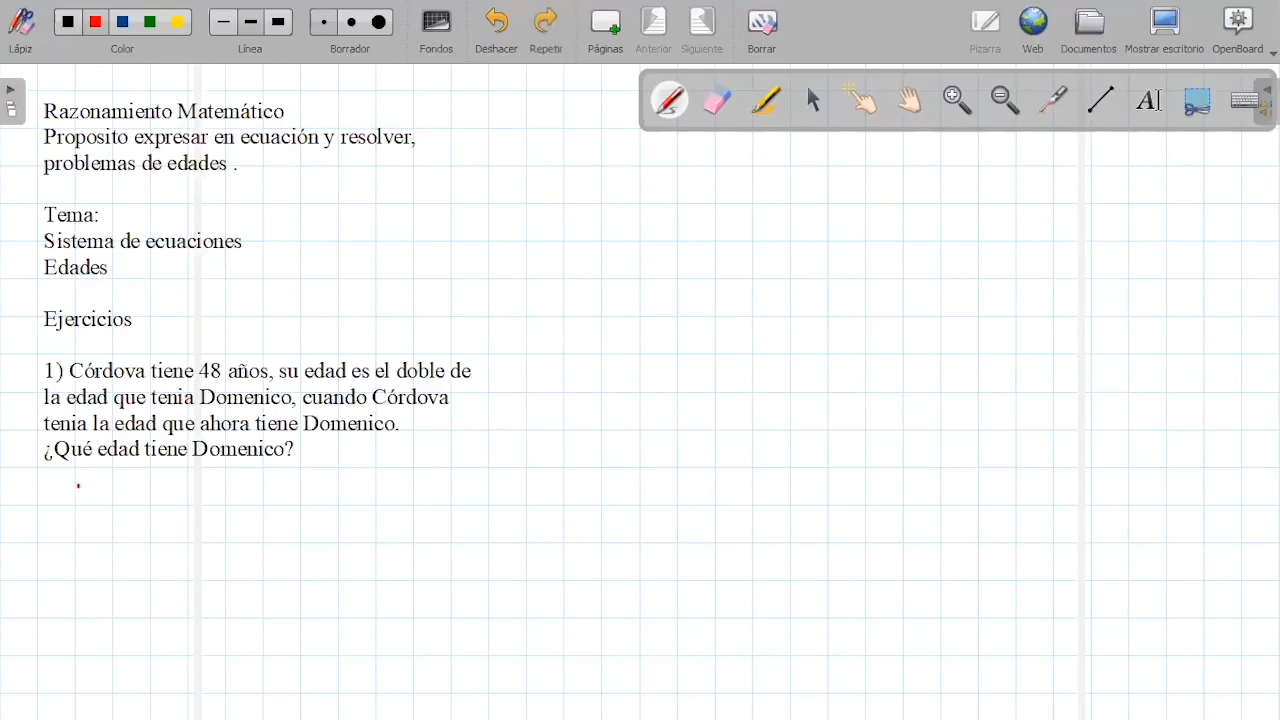 Lápiz
Color
Línea
Borrador
Fondos
Deshacer
Repetir
Páginas
Anterior
Siguiente
Borrar
Pizarra
Web
Documentos
Mostrar escritorio
OpenBoard
Razonamiento Matemático
Proposito expresar en ecuación y resolver,
problemas de edades .
Tema:
Sistema de ecuaciones
Edades
Ejercicios
1) Córdova tiene 48 años, su edad es el doble de
la edad que tenia Domenico, cuando Córdova
tenia la edad que ahora tiene Domenico.
¿Qué edad tiene Domenico?